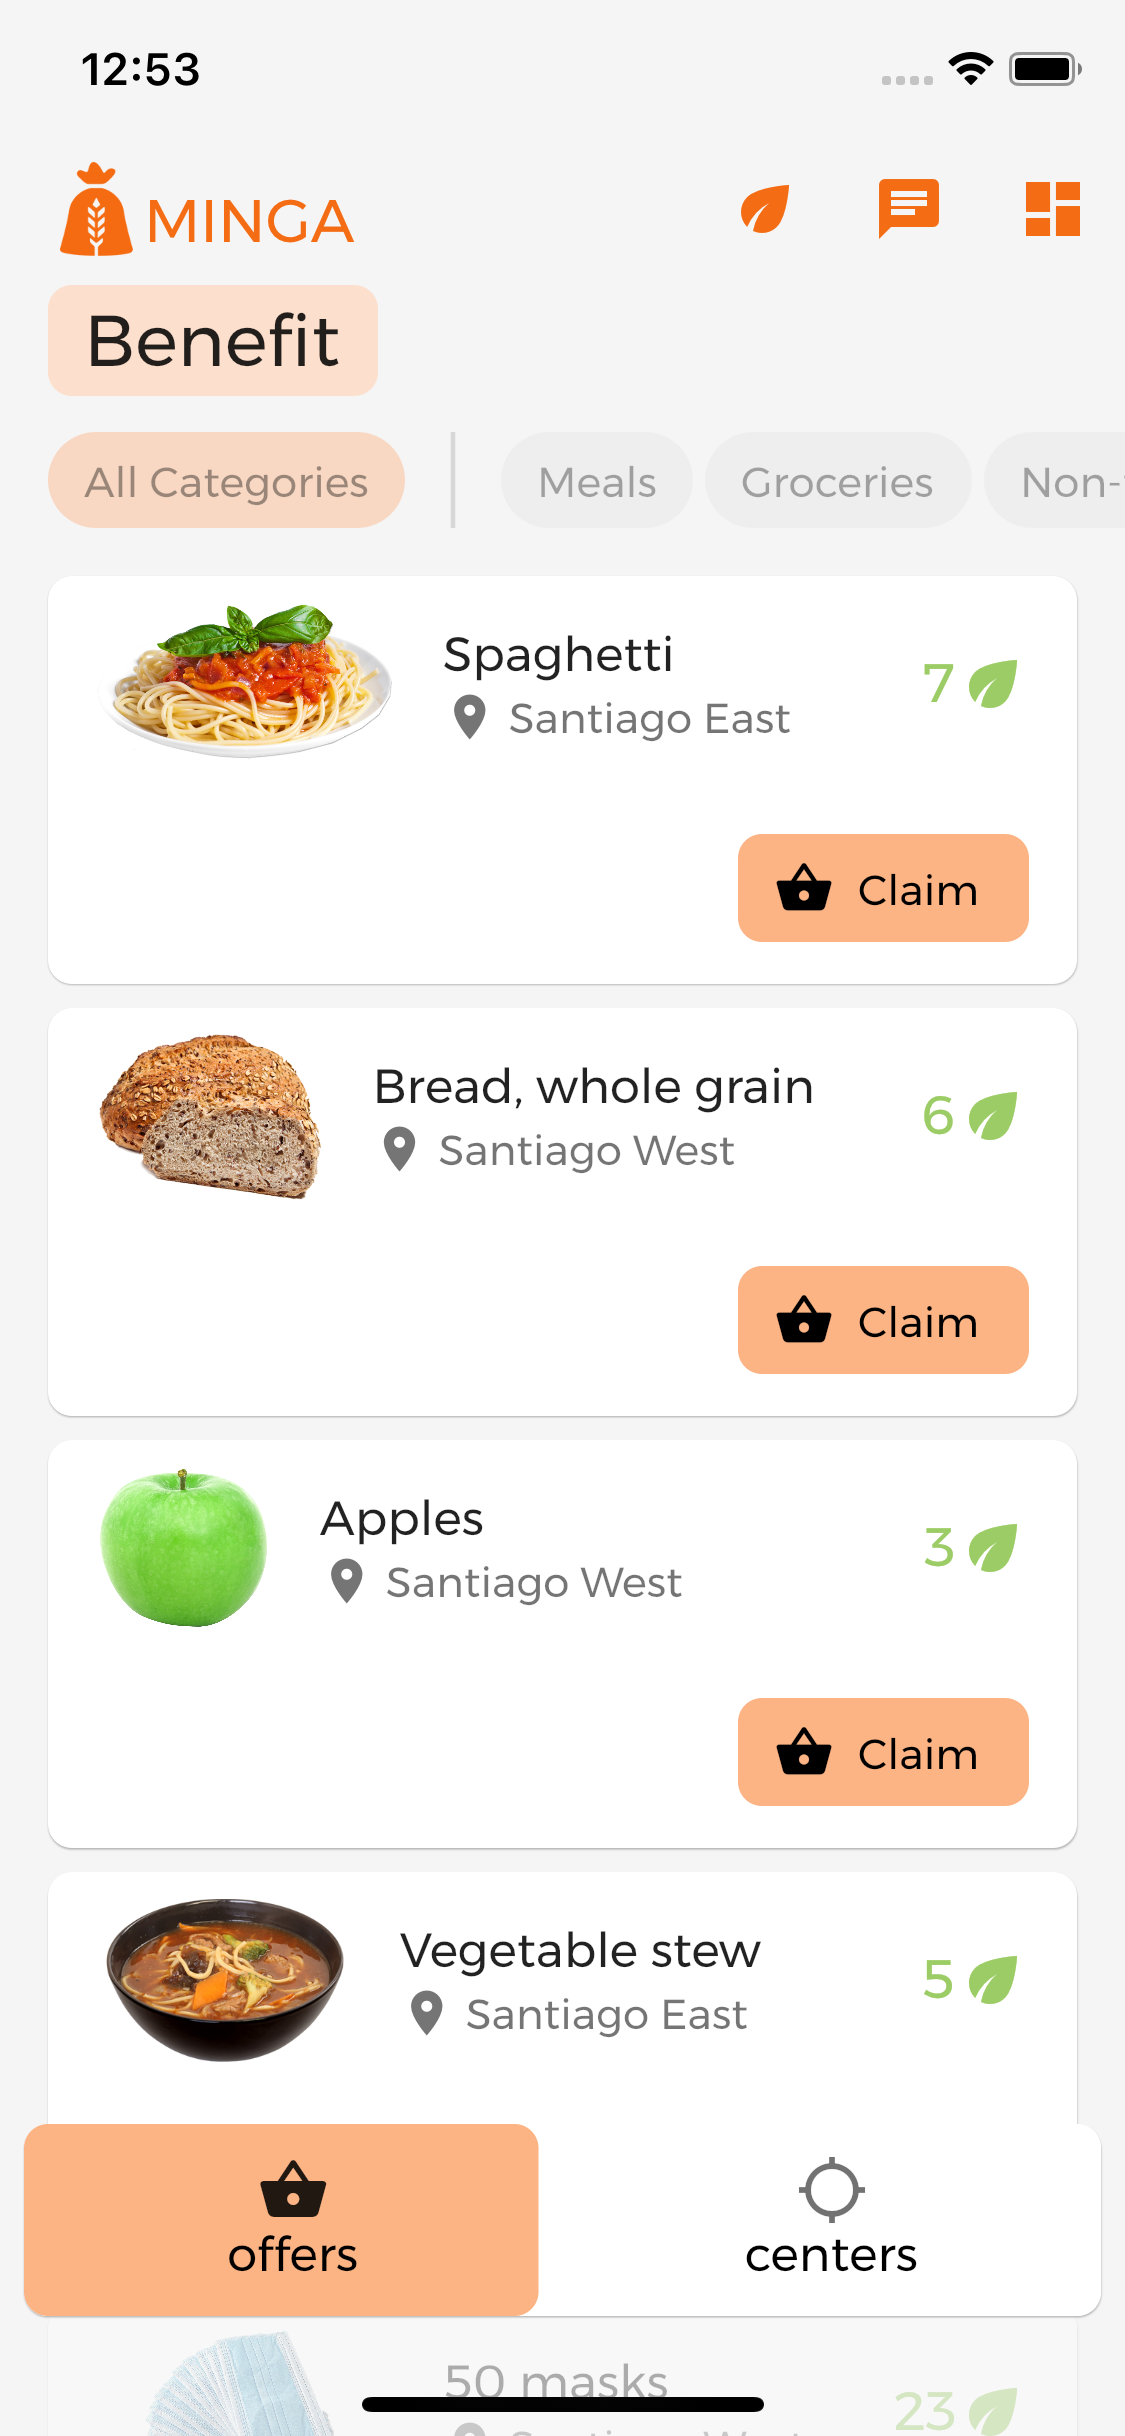 12:53
MINGA
Benefit
All Categories
Meals
Groceries
Non-
Spaghetti
Santiago East
7
Claim
Bread, whole grain
Santiago West
6
Claim
Apples
Santiago West
3
Claim
Vegetable stew
Santiago East
5
offers
centers
50 masks
23